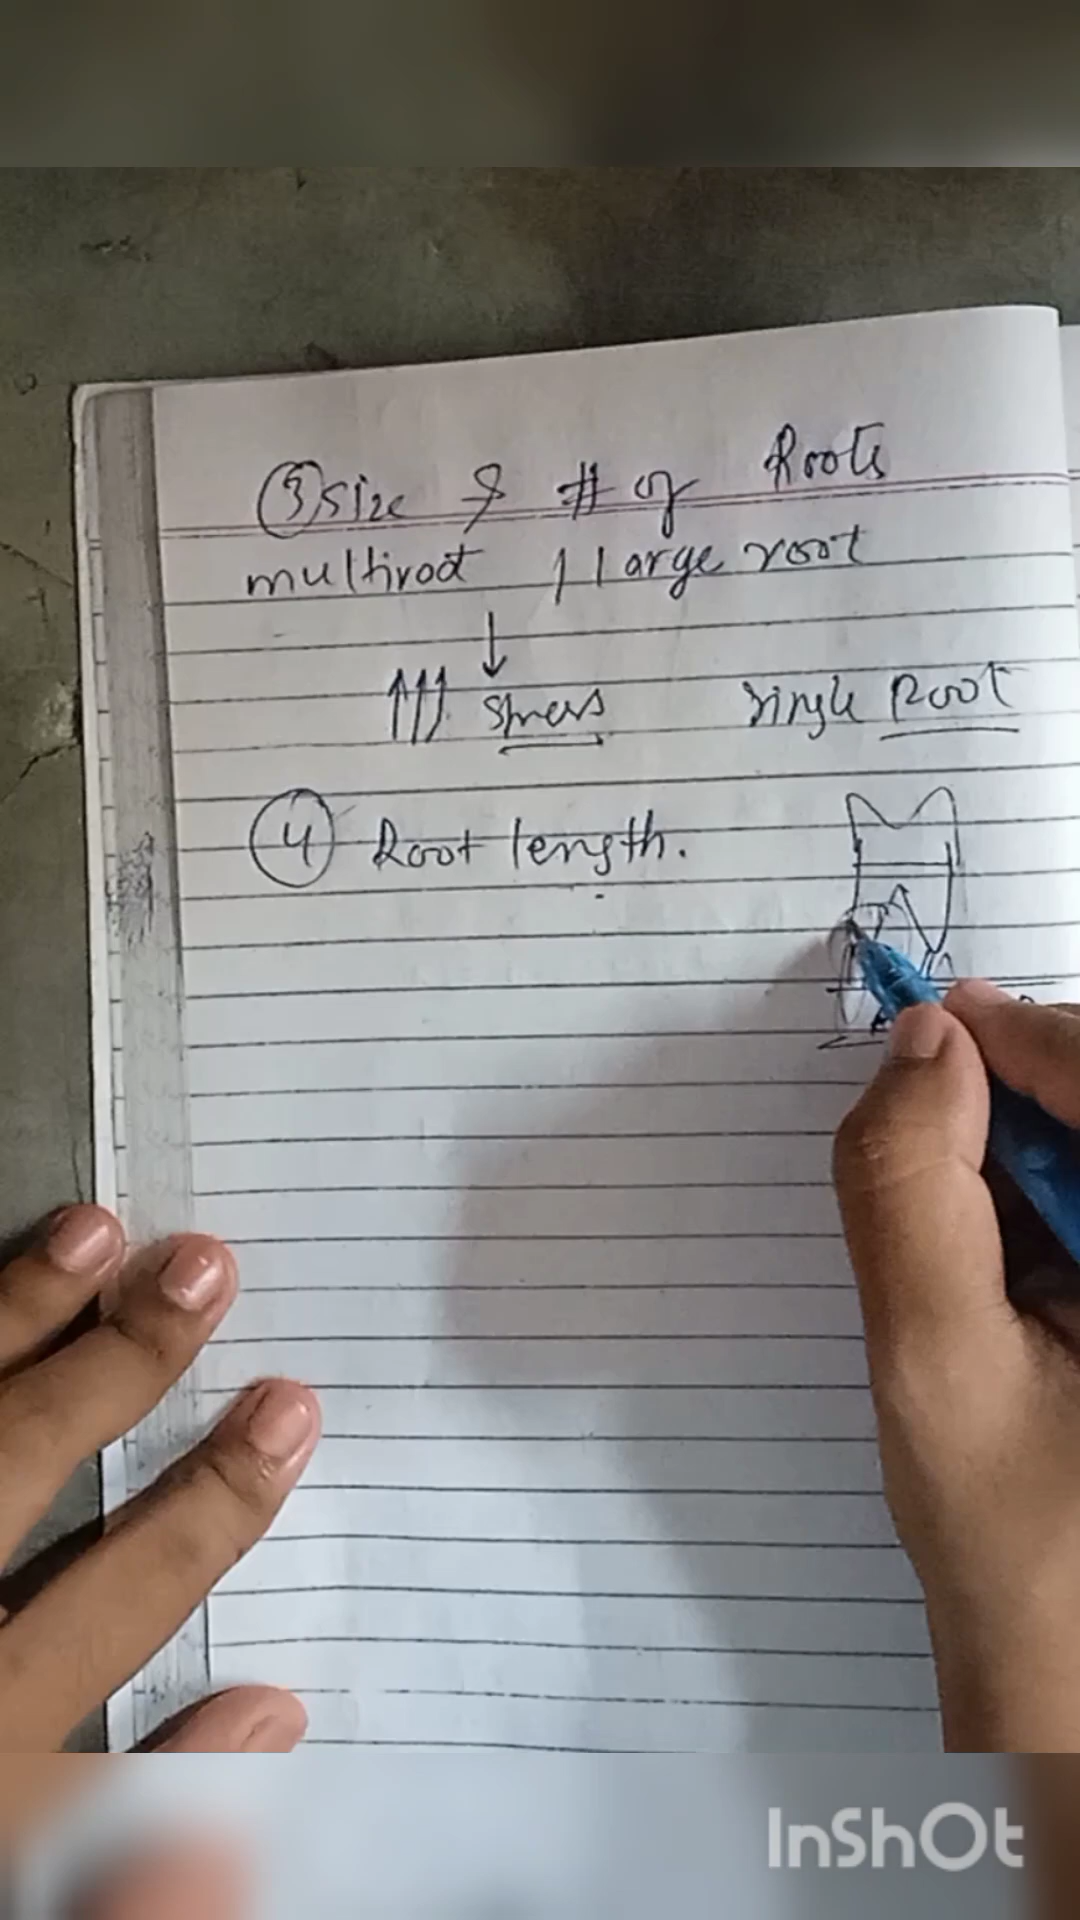 ③ size & # of Roots
multiroot / large root
↓
↑↑↑ stress single Root
④ Root length.
InShOt